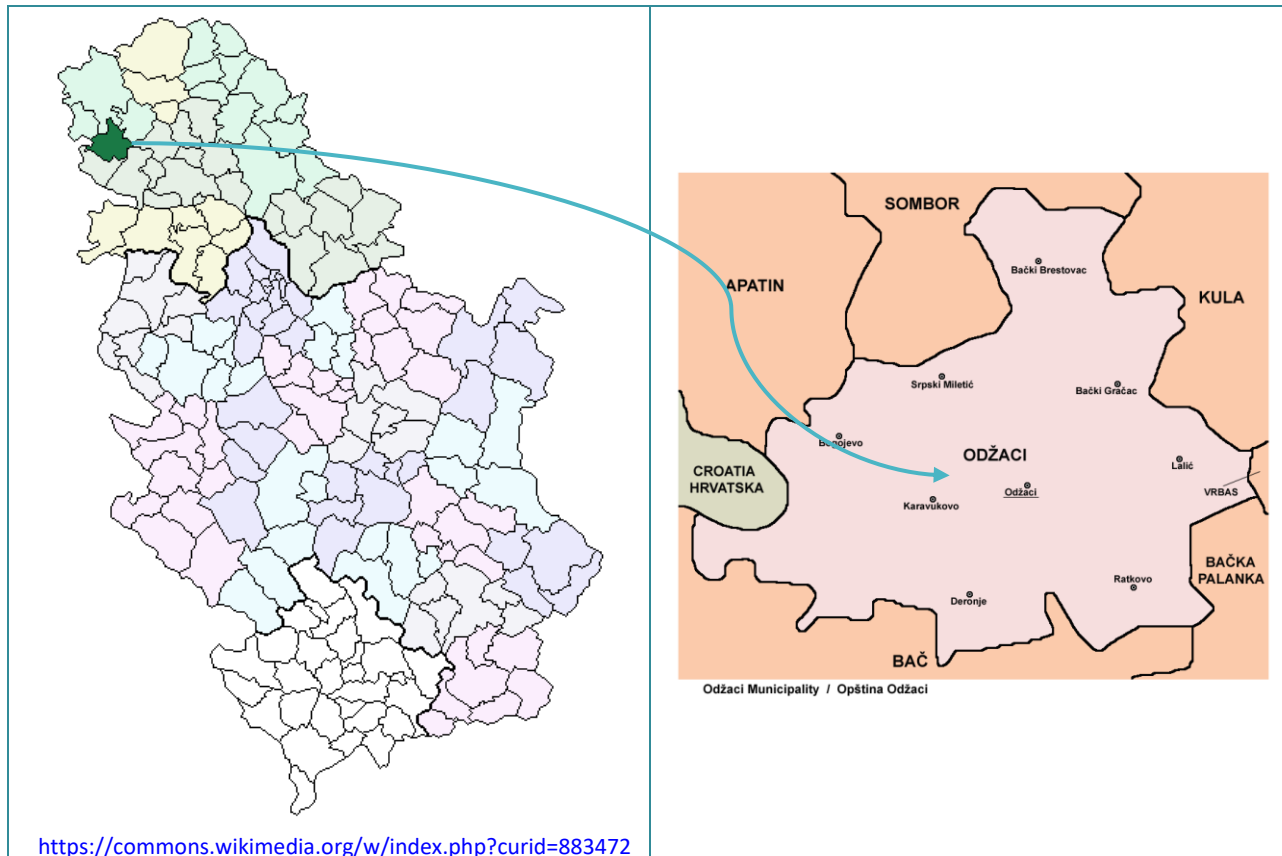 https://commons.wikimedia.org/w/index.php?curid=883472
SOMBOR
APATIN
KULA
Bački Brestovac
Srpski Miletić
Bački Gračac
Bogojevo
ODŽACI
Lalić
CROATIA
HRVATSKA
Odžaci
VRBAS
Karavukovo
BAČKA
PALANKA
Ratkovo
Deronje
BAČ
Odžaci Municipality / Opština Odžaci